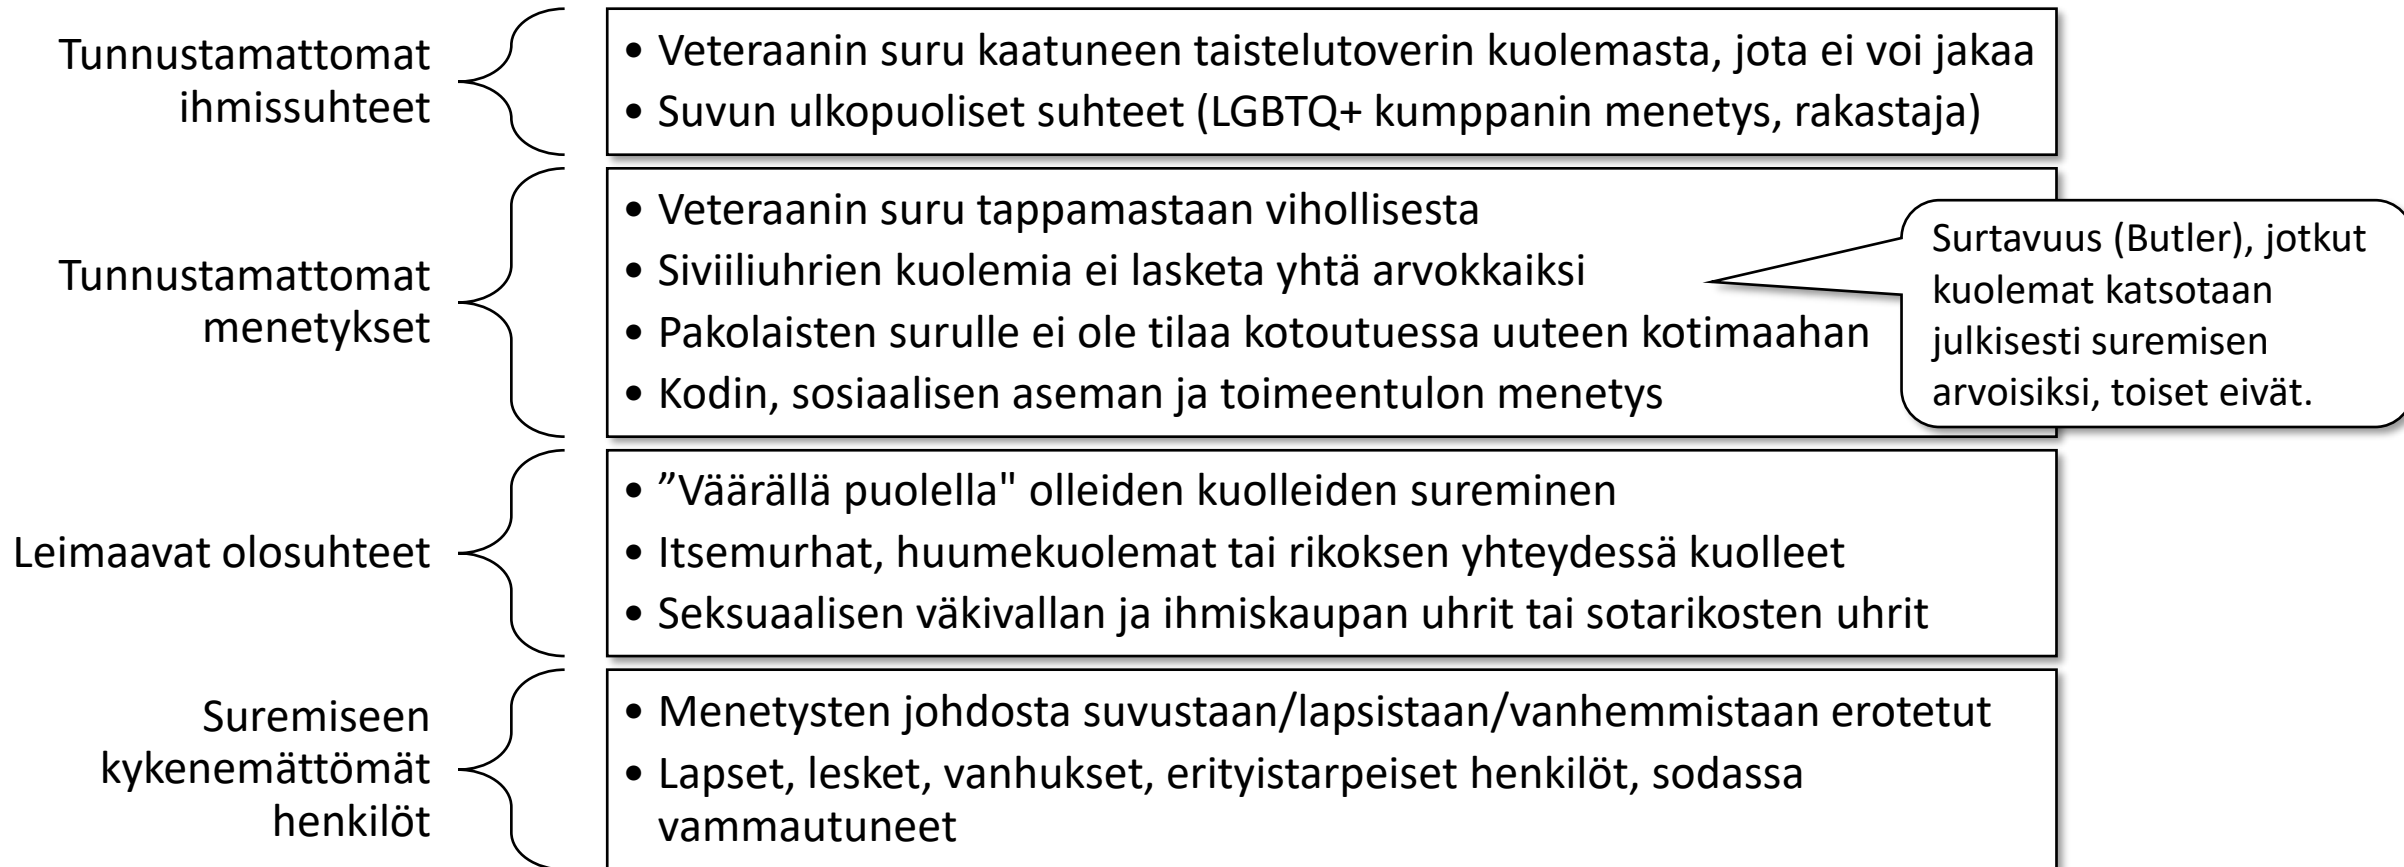 Tunnustamattomat
ihmissuhteet
• Veteraanin suru kaatuneen taistelutoverin kuolemasta, jota ei voi jakaa
• Suvun ulkopuoliset suhteet (LGBTQ+ kumppanin menetys, rakastaja)
Tunnustamattomat
menetykset
• Veteraanin suru tappamastaan vihollisesta
• Siviiliuhrien kuolemia ei lasketa yhtä arvokkaiksi
• Pakolaisten surulle ei ole tilaa kotoutuessa uuteen kotimaahan
• Kodin, sosiaalisen aseman ja toimeentulon menetys
Surtavuus (Butler), jotkut
kuolemat katsotaan
julkisesti suremisen
arvoisiksi, toiset eivät.
Leimaavat olosuhteet
• ”Väärällä puolella" olleiden kuolleiden sureminen
• Itsemurhat, huumekuolemat tai rikoksen yhteydessä kuolleet
• Seksuaalisen väkivallan ja ihmiskaupan uhrit tai sotarikosten uhrit
Suremiseen
kykenemättömät
henkilöt
• Menetysten johdosta suvustaan/lapsistaan/vanhemmistaan erotetut
• Lapset, lesket, vanhukset, erityistarpeiset henkilöt, sodassa
vammautuneet